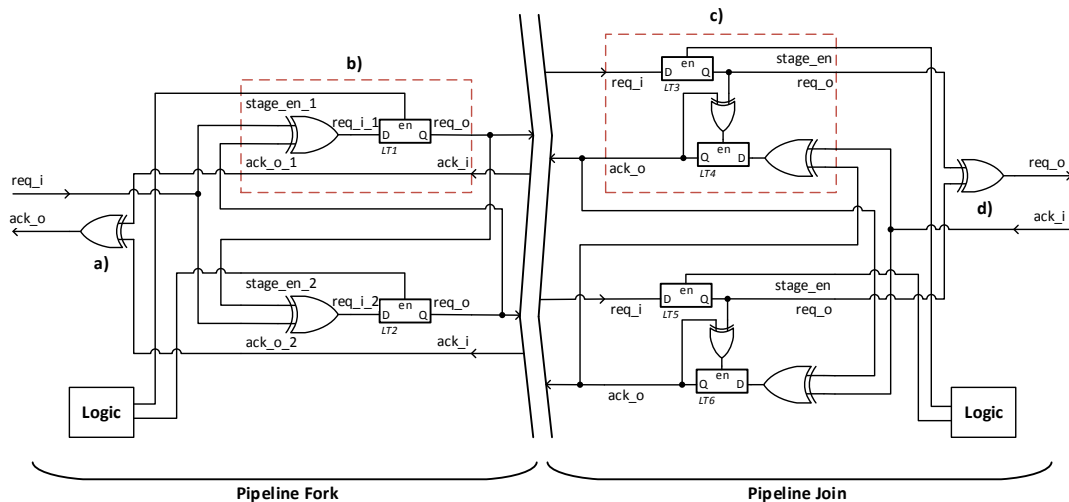 c)
b)
en
D
Q
LT3
stage_en
req_i
req_o
stage_en_1
req_i_1
en
D
Q
LT1
req_o
en
Q
D
LT4
ack_o_1
ack_i
ack_o
req_i
req_o
ack_o
d)
ack_i
a)
stage_en_2
req_i_2
en
D
Q
LT2
req_o
en
D
Q
LT5
stage_en
req_i
req_o
ack_o_2
ack_i
en
Q
D
LT6
ack_o
Logic
Logic
Pipeline Fork
Pipeline Join